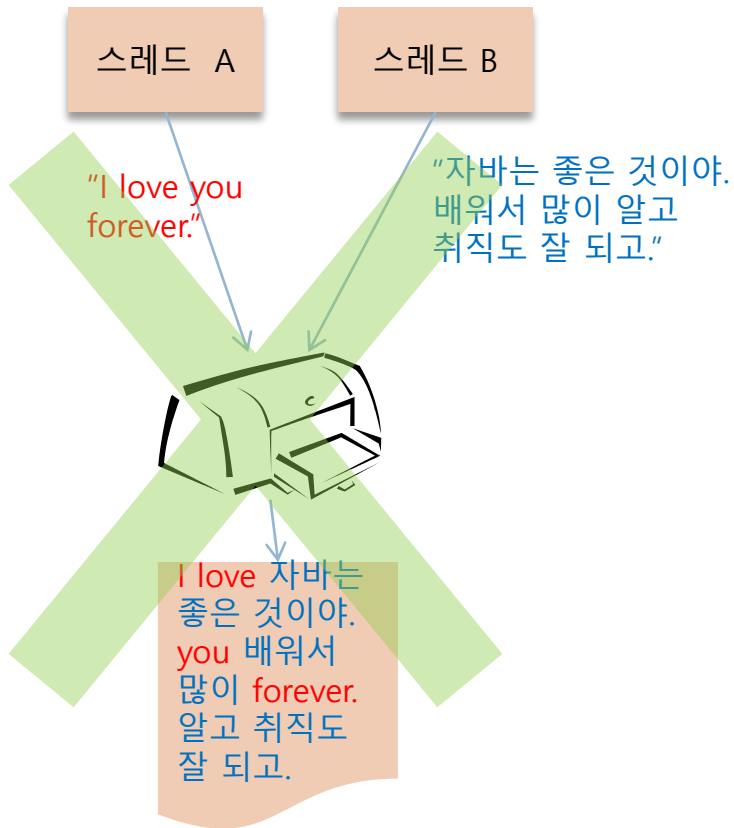 스레드 A
스레드 B
"I love you
forever."
"자바는 좋은 것이야.
배워서 많이 알고
취직도 잘 되고."
I love 자바는
좋은 것이야.
you 배워서
많이 forever.
알고 취직도
잘 되고.